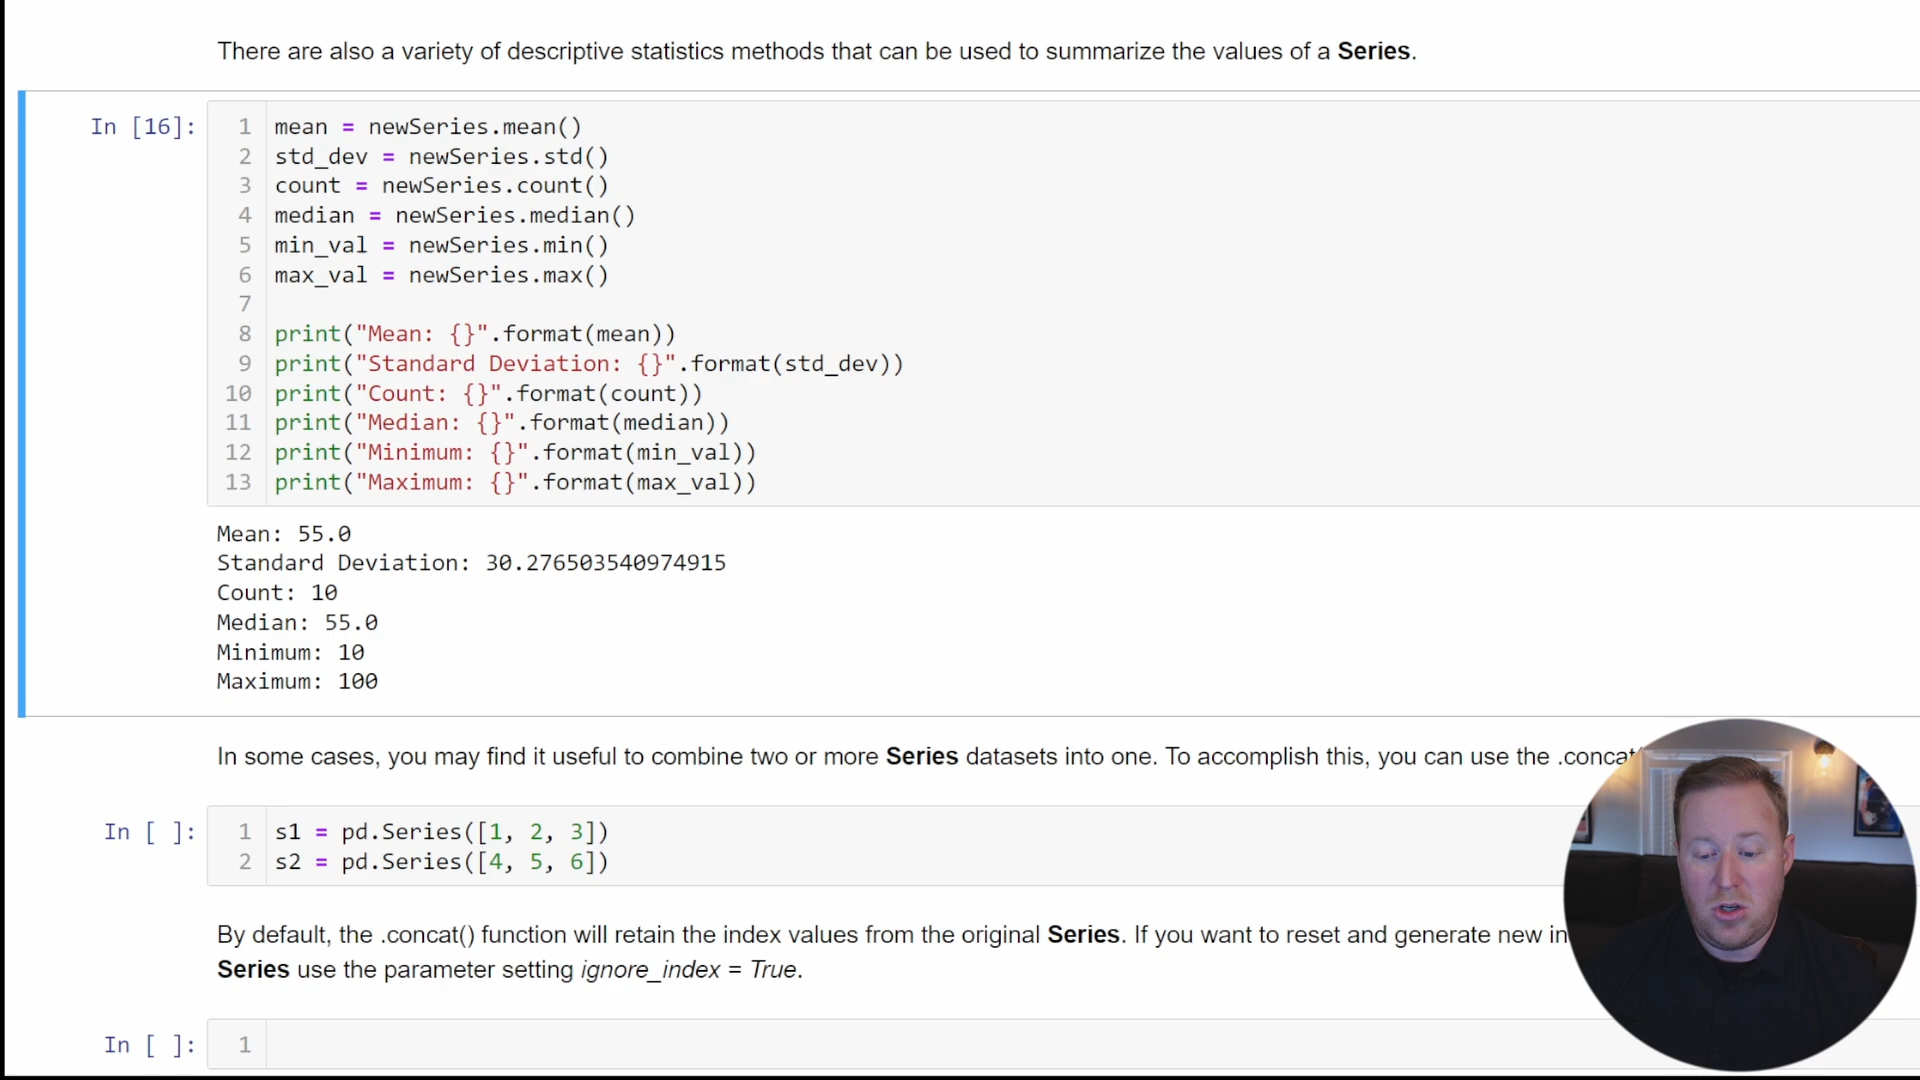 There are also a variety of descriptive statistics methods that can be used to summarize the values of a Series.
In [16]:
1 mean = newSeries.mean()
2 std_dev = newSeries.std()
3 count = newSeries.count()
4 median = newSeries.median()
5 min_val = newSeries.min()
6 max_val = newSeries.max()
7
8 print("Mean: {}".format(mean))
9 print("Standard Deviation: {}".format(std_dev))
10 print("Count: {}".format(count))
11 print("Median: {}".format(median))
12 print("Minimum: {}".format(min_val))
13 print("Maximum: {}".format(max_val))
Mean: 55.0
Standard Deviation: 30.276503540974915
Count: 10
Median: 55.0
Minimum: 10
Maximum: 100
In some cases, you may find it useful to combine two or more Series datasets into one. To accomplish this, you can use the .concat(
In [ ]:
1 s1 = pd.Series([1, 2, 3])
2 s2 = pd.Series([4, 5, 6])
By default, the .concat() function will retain the index values from the original Series. If you want to reset and generate new in
Series use the parameter setting ignore_index = True.
In [ ]:
1